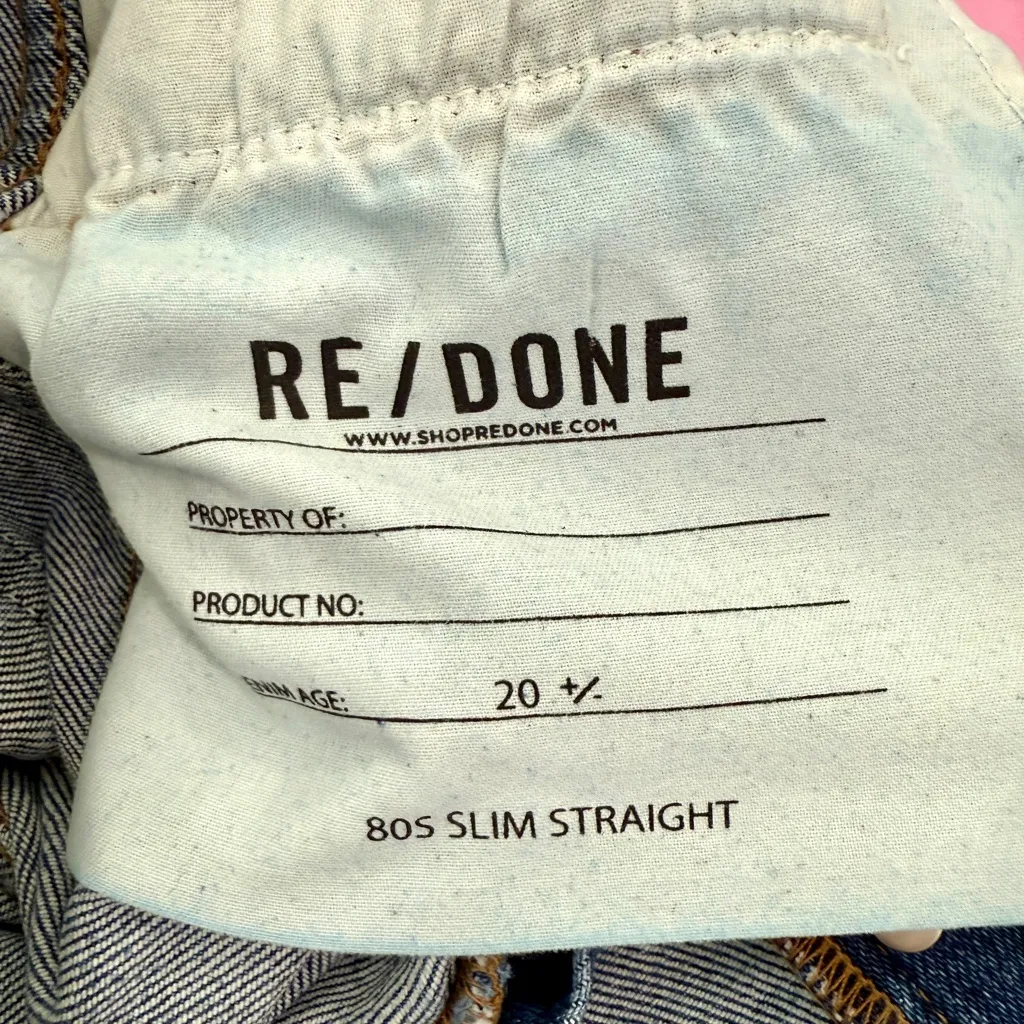 RE/DONE
WWW.SHOPREDONE.COM
PROPERTY OF:
PRODUCT NO:
ENIM AGE: 20 +/-
80S SLIM STRAIGHT